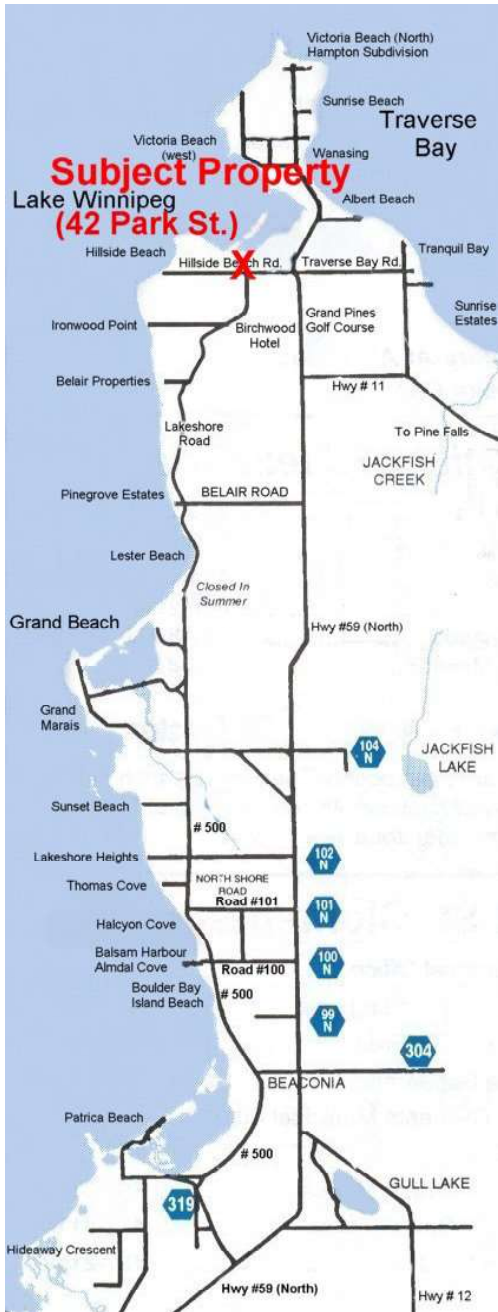 Victoria Beach (North)
Hampton Subdivision
Sunrise Beach
Traverse
Bay
Victoria Beach
(west)
Wanasing
Subject Property
Lake Winnipeg
(42 Park St.)
Albert Beach
Hillside Beach
Hillside Beach Rd.
Traverse Bay Rd.
Tranquil Bay
X
Ironwood Point
Birchwood
Hotel
Grand Pines
Golf Course
Sunrise
Estates
Belair Properties
Hwy # 11
Lakeshore
Road
To Pine Falls
JACKFISH
CREEK
Pinegrove Estates
BELAIR ROAD
Lester Beach
Closed In
Summer
Grand Beach
Hwy #59 (North)
Grand
Marais
104
N
JACKFISH
LAKE
Sunset Beach
# 500
Lakeshore Heights
102
N
Thomas Cove
NORTH SHORE
ROAD
Road #101
101
N
Halcyon Cove
Balsam Harbour
Almdal Cove
Road #100
100
N
Boulder Bay
Island Beach
# 500
99
N
304
BEACONIA
Patrica Beach
# 500
GULL LAKE
319
Hideaway Crescent
Hwy #59 (North)
Hwy # 12